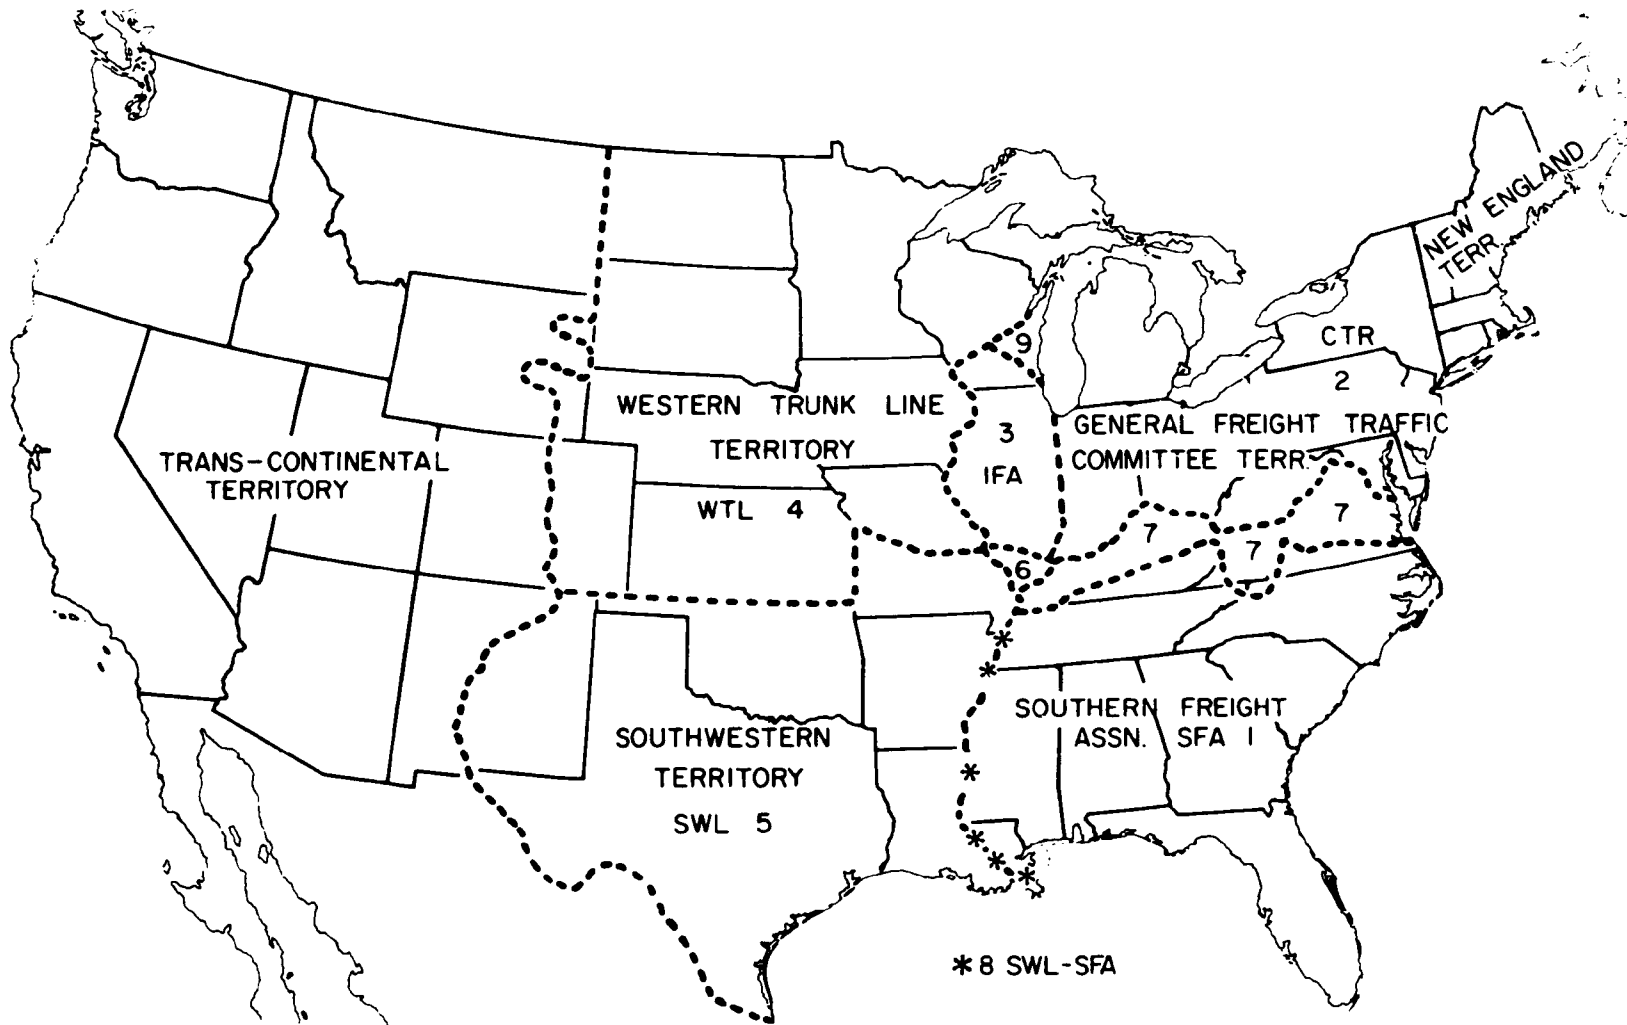 NEW ENGLAND
TERR.
CTR
2
9
WESTERN TRUNK LINE
TERRITORY
WTL 4
3
IFA
GENERAL FREIGHT TRAFFIC
COMMITTEE TERR.
TRANS-CONTINENTAL
TERRITORY
7
7
7
6
SOUTHERN FREIGHT
ASSN. SFA 1
SOUTHWESTERN
TERRITORY
SWL 5
*
*
*
*
*
*
*8 SWL-SFA